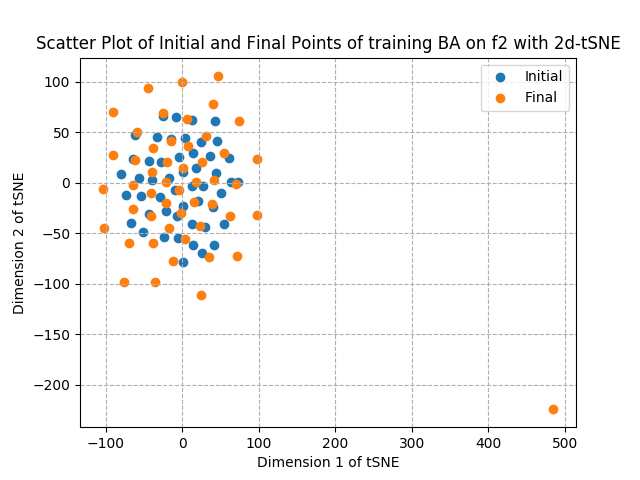 Scatter Plot of Initial and Final Points of training BA on f2 with 2d-tSNE
Initial
Final
100
50
0
−50
−100
−150
−200
Dimension 2 of tSNE
−100
0
100
200
300
400
500
Dimension 1 of tSNE